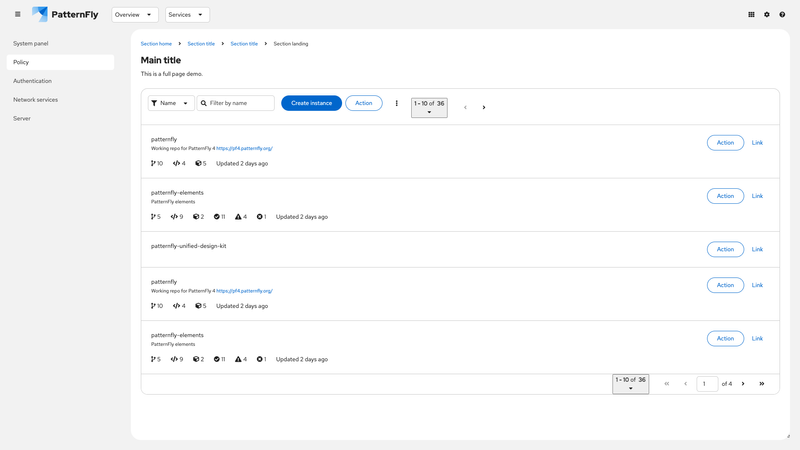 PatternFly
Overview
Services
System panel
Policy
Authentication
Network services
Server
Section home
Section title
Section title
Section landing
Main title
This is a full page demo.
Name
Filter by name
Create instance
Action
1 - 10 of 36
patternfly
Working repo for PatternFly 4 https://pf4.patternfly.org/
10 4 5 Updated 2 days ago
Action Link
patternfly-elements
PatternFly elements
5 9 2 11 4 1 Updated 2 days ago
Action Link
patternfly-unified-design-kit
Action Link
patternfly
Working repo for PatternFly 4 https://pf4.patternfly.org/
10 4 5 Updated 2 days ago
Action Link
patternfly-elements
PatternFly elements
5 9 2 11 4 1 Updated 2 days ago
Action Link
1 - 10 of 36
1 of 4